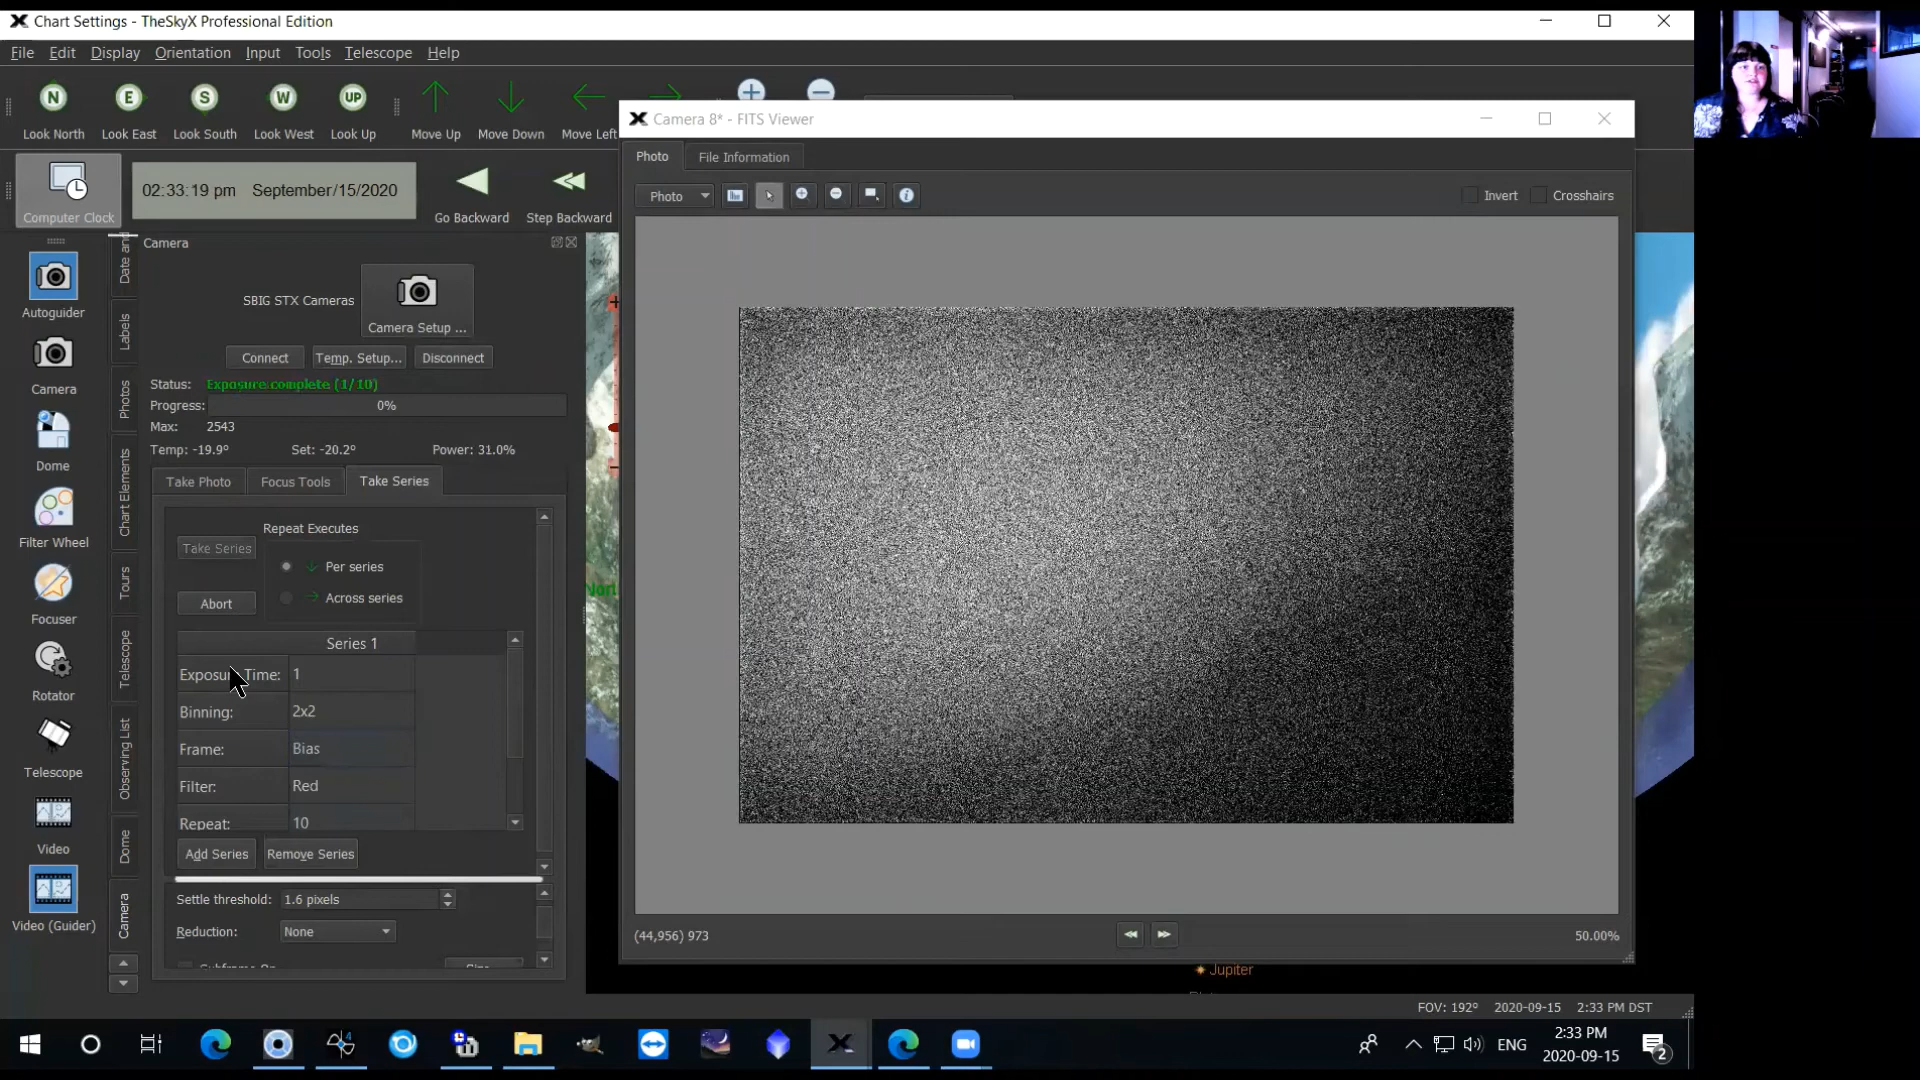 Chart Settings - TheSkyX Professional Edition
File Edit Display Orientation Input Tools Telescope Help
N E S W UP
Look North Look East Look South Look West Look Up Move Up Move Down Move Left
Camera 8* - FITS Viewer
Photo File Information
Photo Invert Crosshairs
02:33:19 pm September/15/2020
Computer Clock Go Backward Step Backward
Camera
SBIG STX Cameras
Camera Setup ...
Connect Temp. Setup... Disconnect
Status: Exposure complete (1/10)
Progress: 0%
Max: 2543
Temp: -19.9° Set: -20.2° Power: 31.0%
Take Photo Focus Tools Take Series
Repeat Executes
Take Series
Per series
Abort
Across series
Series 1
Exposure Time: 1
Binning: 2x2
Frame: Bias
Filter: Red
Repeat: 10
Add Series Remove Series
Settle threshold: 1.6 pixels
Reduction: None
Autoguider
Camera
Dome
Filter Wheel
Focuser
Rotator
Telescope
Video
Video (Guider)
Date and
Labels
Photos
Chart Elements
Tours
Telescope
Observing List
Dome
Camera
(44,956) 973 50.00%
Jupiter
FOV: 192° 2020-09-15 2:33 PM DST
ENG
2:33 PM
2020-09-15
2